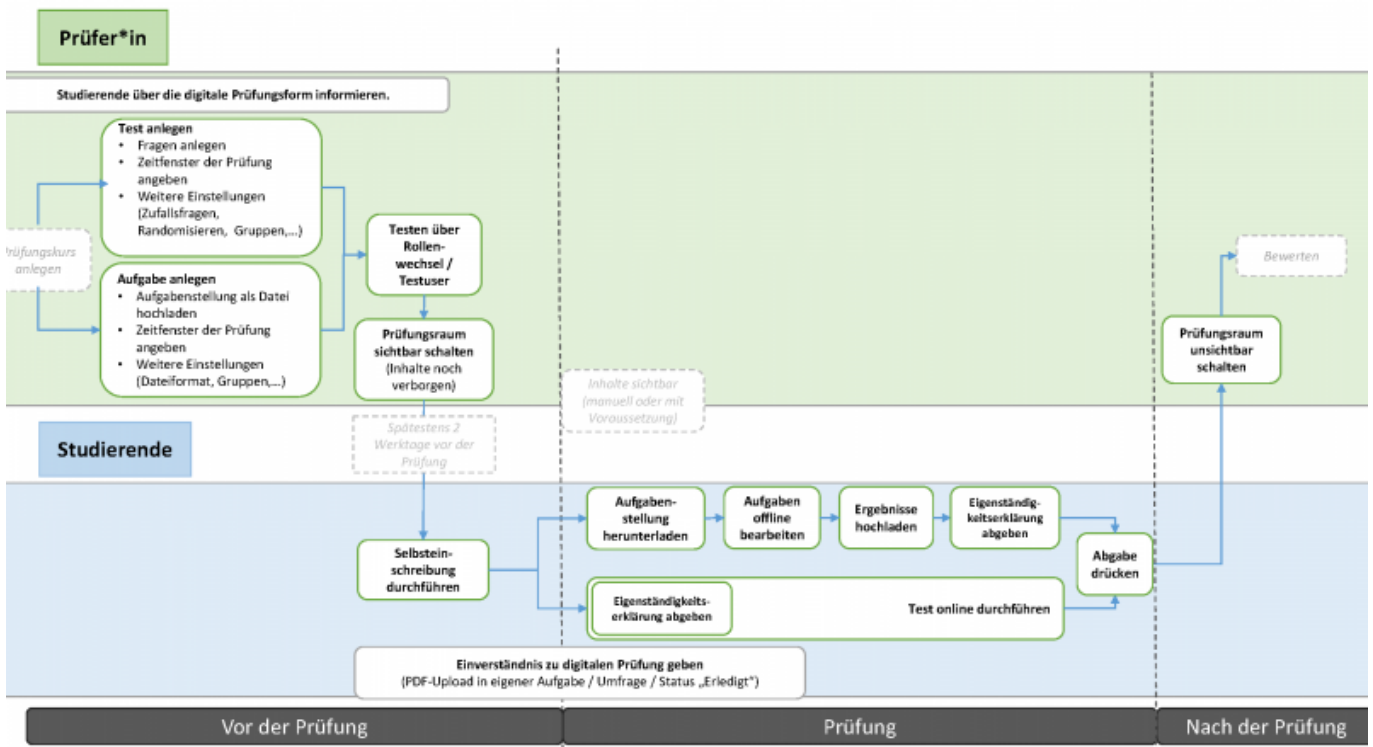 Prüfer*in
Studierende über die digitale Prüfungsform informieren.
Test anlegen
• Fragen anlegen
• Zeitfenster der Prüfung
angeben
• Weitere Einstellungen
(Zufallsfragen,
Randomisieren, Gruppen,...)
Prüfungskurs
anlegen
Aufgabe anlegen
• Aufgabenstellung als Datei
hochladen
• Zeitfenster der Prüfung
angeben
• Weitere Einstellungen
(Dateiformat, Gruppen,...)
Testen über
Rollen-
wechsel /
Testuser
Prüfungsraum
sichtbar schalten
(Inhalte noch
verborgen)
Inhalte sichtbar
(manuell oder mit
Voraussetzung)
Bewerten
Prüfungsraum
unsichtbar
schalten
Spätestens 2
Werktage vor der
Prüfung
Studierende
Selbstein-
schreibung
durchführen
Aufgaben-
stellung
herunterladen
Aufgaben
offline
bearbeiten
Ergebnisse
hochladen
Eigenständig-
keitserklärung
abgeben
Abgabe
drücken
Eigenständigkeits-
erklärung abgeben
Test online durchführen
Einverständnis zu digitalen Prüfung geben
(PDF-Upload in eigener Aufgabe / Umfrage / Status „Erledigt“)
Vor der Prüfung
Prüfung
Nach der Prüfung